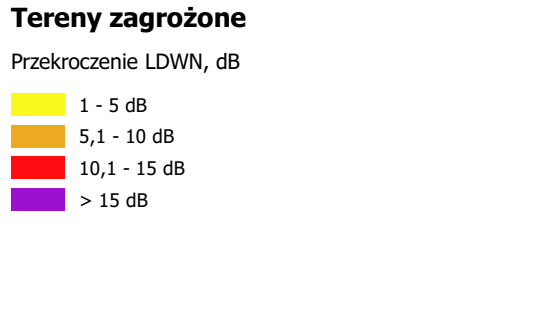 Tereny zagrożone
Przekroczenie LDWN, dB
1 - 5 dB
5,1 - 10 dB
10,1 - 15 dB
> 15 dB